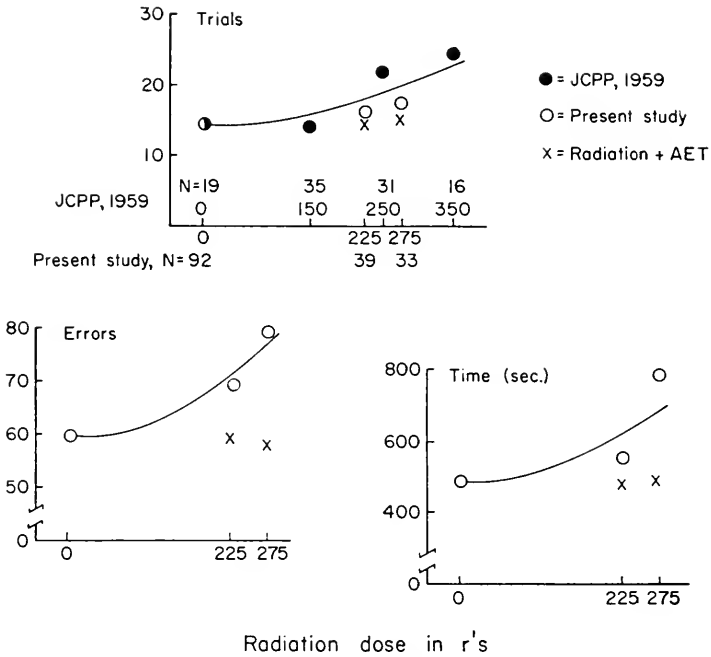 30
Trials
20
10
● = JCPP, 1959
O = Present study
X = Radiation + AET
N=19 35 31 16
JCPP, 1959 0 150 250 350
0 225 275
Present study, N=92 39 33
80
Errors
70
60
50
0
0 225 275
800
Time (sec.)
600
400
0
0 225 275
Radiation dose in r's